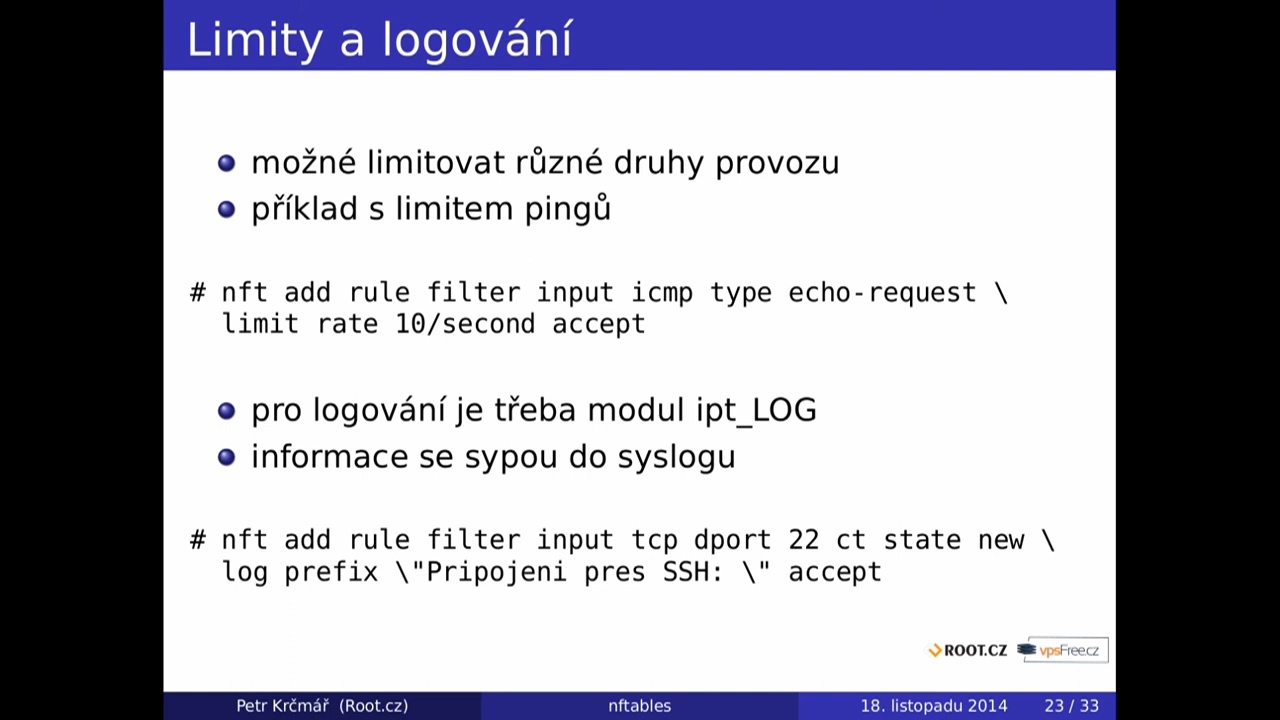 Limity a logování
možné limitovat různé druhy provozu
příklad s limitem pingů
# nft add rule filter input icmp type echo-request \
limit rate 10/second accept
pro logování je třeba modul ipt_LOG
informace se sypou do syslogu
# nft add rule filter input tcp dport 22 ct state new \
log prefix \"Pripojeni pres SSH: \" accept
ROOT.CZ vpsFree.cz
Petr Krčmář (Root.cz) nftables 18. listopadu 2014 23 / 33